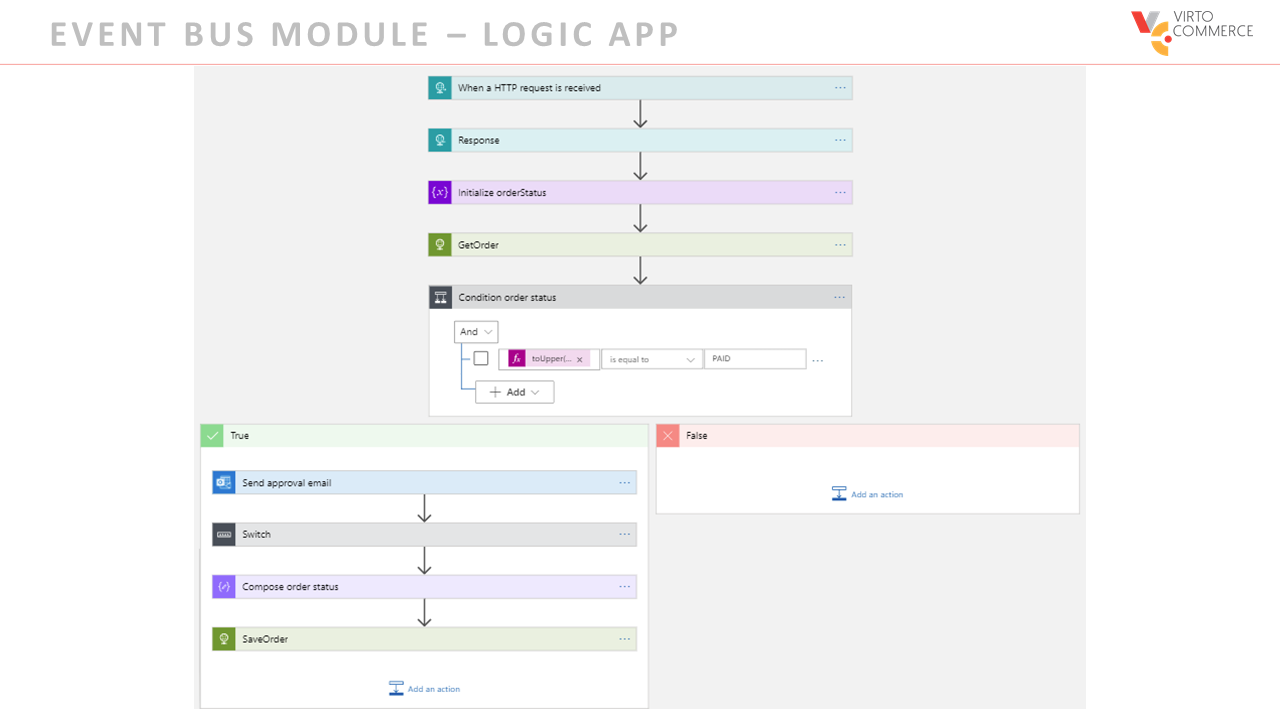 EVENT BUS MODULE – LOGIC APP
VIRTO
COMMERCE
When a HTTP request is received
Response
{x} Initialize orderStatus
GetOrder
Condition order status
And
fx toUpper(... × is equal to PAID
+ Add
True
False
Send approval email
Add an action
Switch
Compose order status
SaveOrder
Add an action